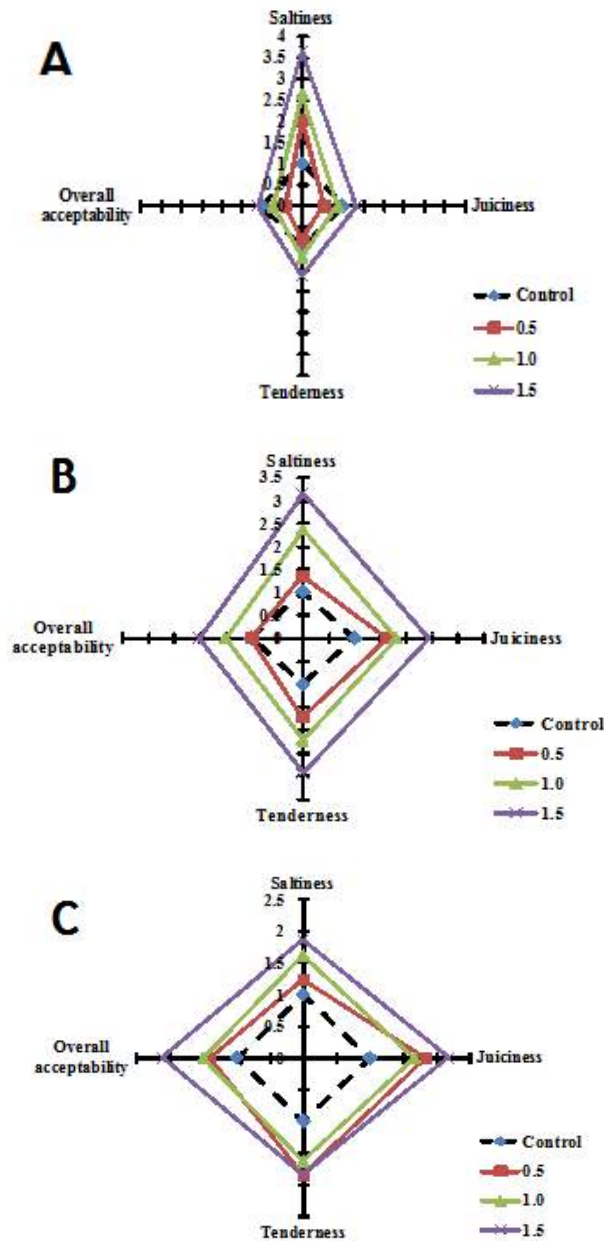 Saltiness
A
4
3.5
3
2.5
2
1.5
1
0.5
0
Overall
acceptability
Juiciness
Tenderness
Control
0.5
1.0
1.5
Saltiness
B
3.5
3
2.5
2
1.5
1
0.5
0
Overall
acceptability
Juiciness
Tenderness
Control
0.5
1.0
1.5
Saltiness
C
2.5
2
1.5
1
0.5
0
Overall
acceptability
Juiciness
Tenderness
Control
0.5
1.0
1.5